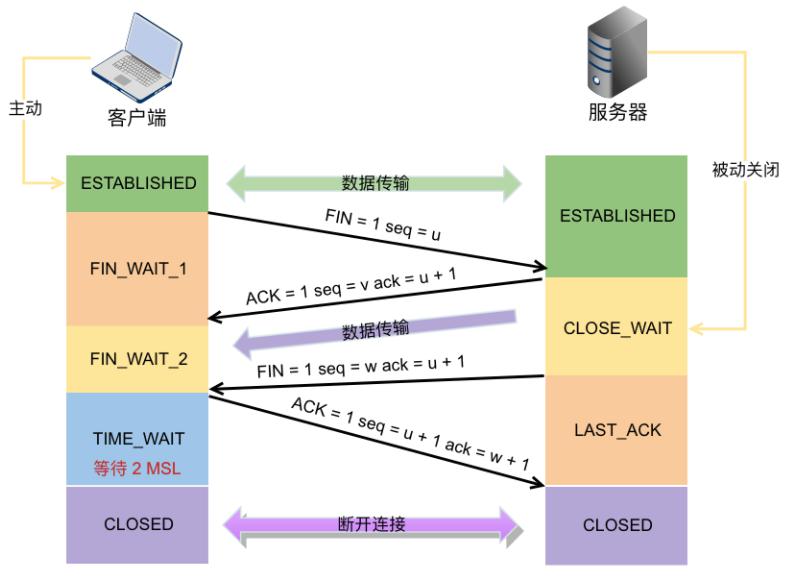 主动
客户端
服务器
被动关闭
ESTABLISHED
数据传输
ESTABLISHED
FIN = 1 seq = u
FIN_WAIT_1
ACK = 1 seq = v ack = u + 1
数据传输
CLOSE_WAIT
FIN_WAIT_2
FIN = 1 seq = w ack = u + 1
ACK = 1 seq = u + 1 ack = w + 1
TIME_WAIT
等待 2 MSL
LAST_ACK
CLOSED
断开连接
CLOSED